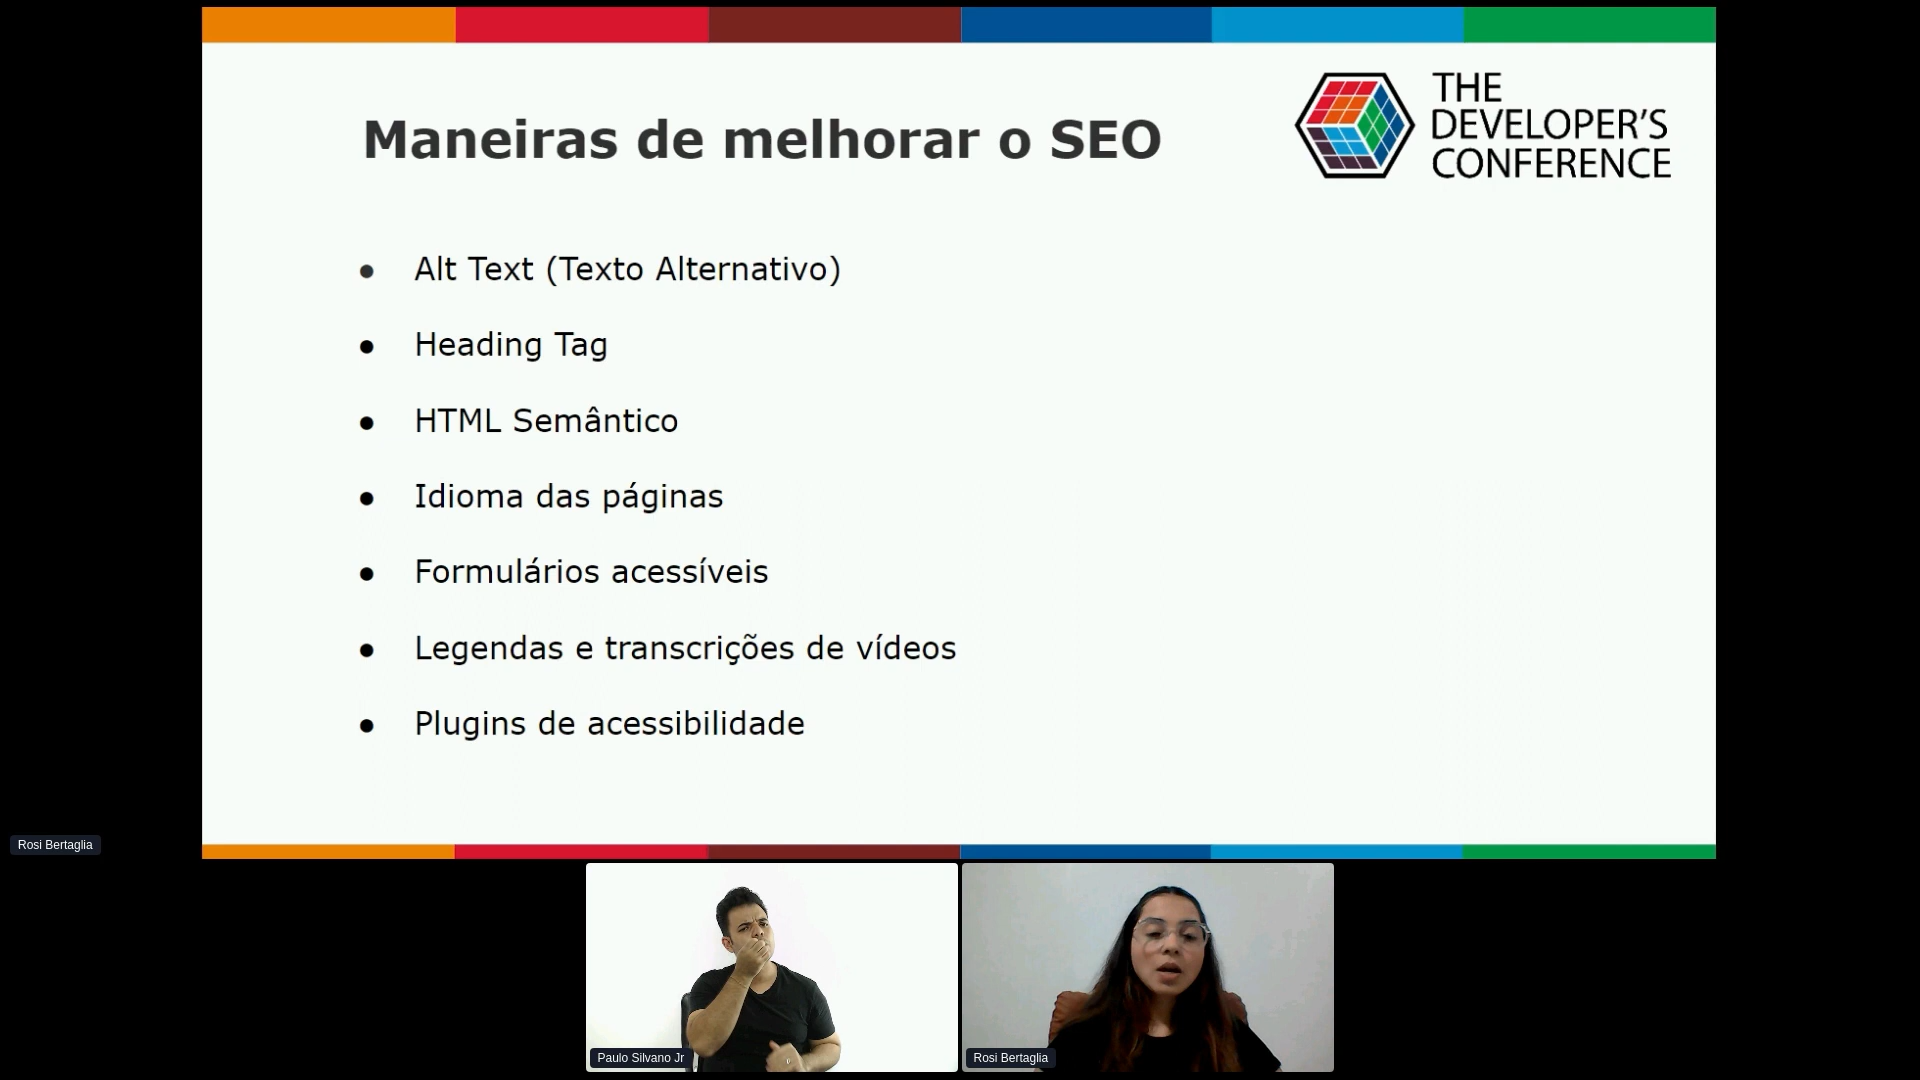 Maneiras de melhorar o SEO
THE
DEVELOPER'S
CONFERENCE
● Alt Text (Texto Alternativo)
● Heading Tag
● HTML Semântico
● Idioma das páginas
● Formulários acessíveis
● Legendas e transcrições de vídeos
● Plugins de acessibilidade
Rosi Bertaglia
Paulo Silvano Jr
Rosi Bertaglia